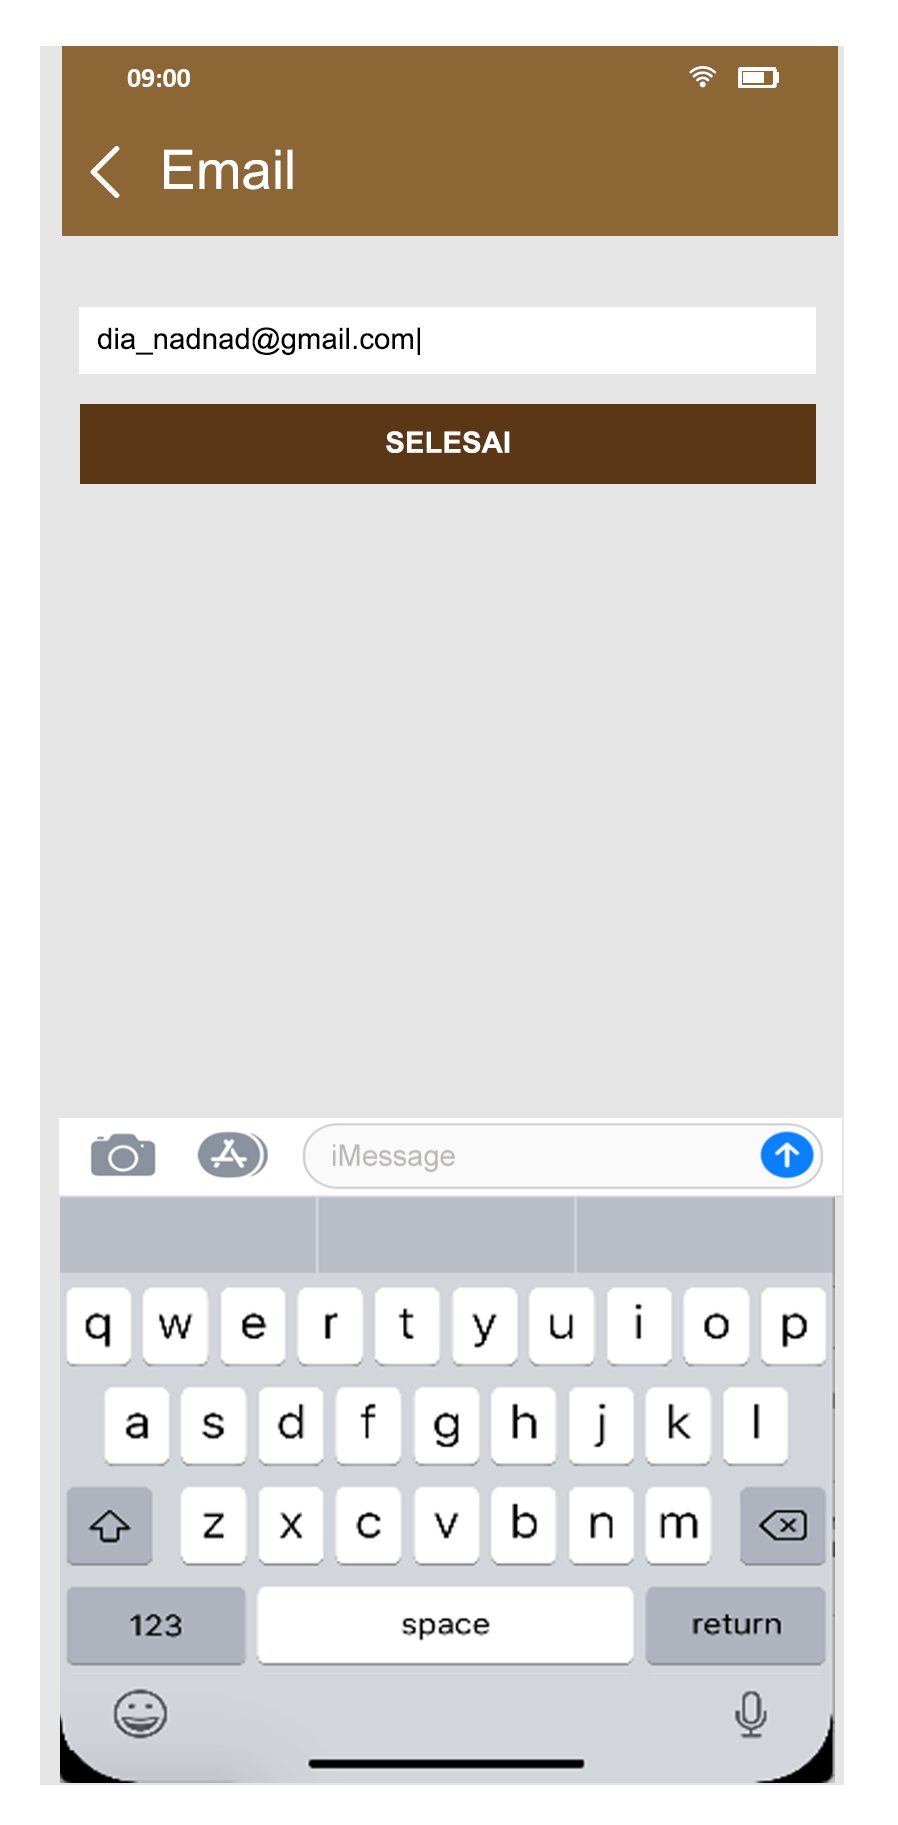 09:00
Email
dia_nadnad@gmail.com|
SELESAI
iMessage
q w e r t y u i o p
a s d f g h j k l
z x c v b n m
123 space return